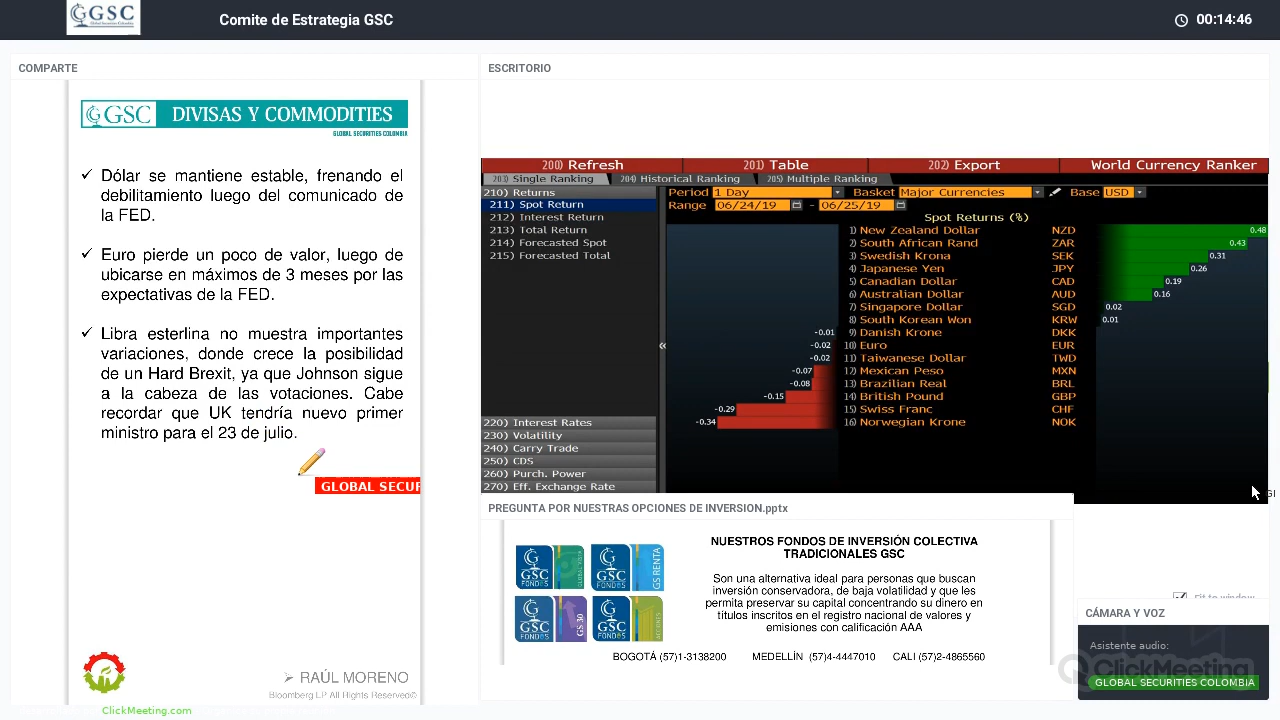 GSC
Comite de Estrategia GSC
00:14:46
COMPARTE
GSC DIVISAS Y COMMODITIES
GLOBAL SECURITIES COLOMBIA
✓ Dólar se mantiene estable, frenando el
debilitamiento luego del comunicado de
la FED.
✓ Euro pierde un poco de valor, luego de
ubicarse en máximos de 3 meses por las
expectativas de la FED.
✓ Libra esterlina no muestra importantes
variaciones, donde crece la posibilidad
de un Hard Brexit, ya que Johnson sigue
a la cabeza de las votaciones. Cabe
recordar que UK tendría nuevo primer
ministro para el 23 de julio.
GLOBAL SECUR
➢ RAÚL MORENO
Bloomberg LP All Rights Reserved©
ClickMeeting.com
ESCRITORIO
200) Refresh 201) Table 202) Export World Currency Ranker
203) Single Ranking 204) Historical Ranking 205) Multiple Ranking
210) Returns
211) Spot Return
212) Interest Return
213) Total Return
214) Forecasted Spot
215) Forecasted Total
220) Interest Rates
230) Volatility
240) Carry Trade
250) CDS
260) Purch. Power
270) Eff. Exchange Rate
Period 1 Day Basket Major Currencies Base USD
Range 06/24/19 - 06/25/19
Spot Returns (%)
1) New Zealand Dollar NZD 0.48
2) South African Rand ZAR 0.43
3) Swedish Krona SEK 0.31
4) Japanese Yen JPY 0.26
5) Canadian Dollar CAD 0.19
6) Australian Dollar AUD 0.16
7) Singapore Dollar SGD 0.02
8) South Korean Won KRW 0.01
-0.01 9) Danish Krone DKK
-0.02 10) Euro EUR
-0.02 11) Taiwanese Dollar TWD
-0.07 12) Mexican Peso MXN
-0.08 13) Brazilian Real BRL
-0.15 14) British Pound GBP
-0.29 15) Swiss Franc CHF
-0.34 16) Norwegian Krone NOK
PREGUNTA POR NUESTRAS OPCIONES DE INVERSION.pptx
GSC FONDOS
GSC FONDOS GS RENTA
GSC FONDOS GS 30
GSC FONDOS
NUESTROS FONDOS DE INVERSIÓN COLECTIVA
TRADICIONALES GSC
Son una alternativa ideal para personas que buscan
inversión conservadora, de baja volatilidad y que les
permita preservar su capital concentrando su dinero en
titulos inscritos en el registro nacional de valores y
emisiones con calificación AAA
BOGOTÁ (57)1-3138200 MEDELLÍN (57)4-4447010 CALI (57)2-4865560
Fit to window
CÁMARA Y VOZ
Asistente audio:
ClickMeeting
GLOBAL SECURITIES COLOMBIA